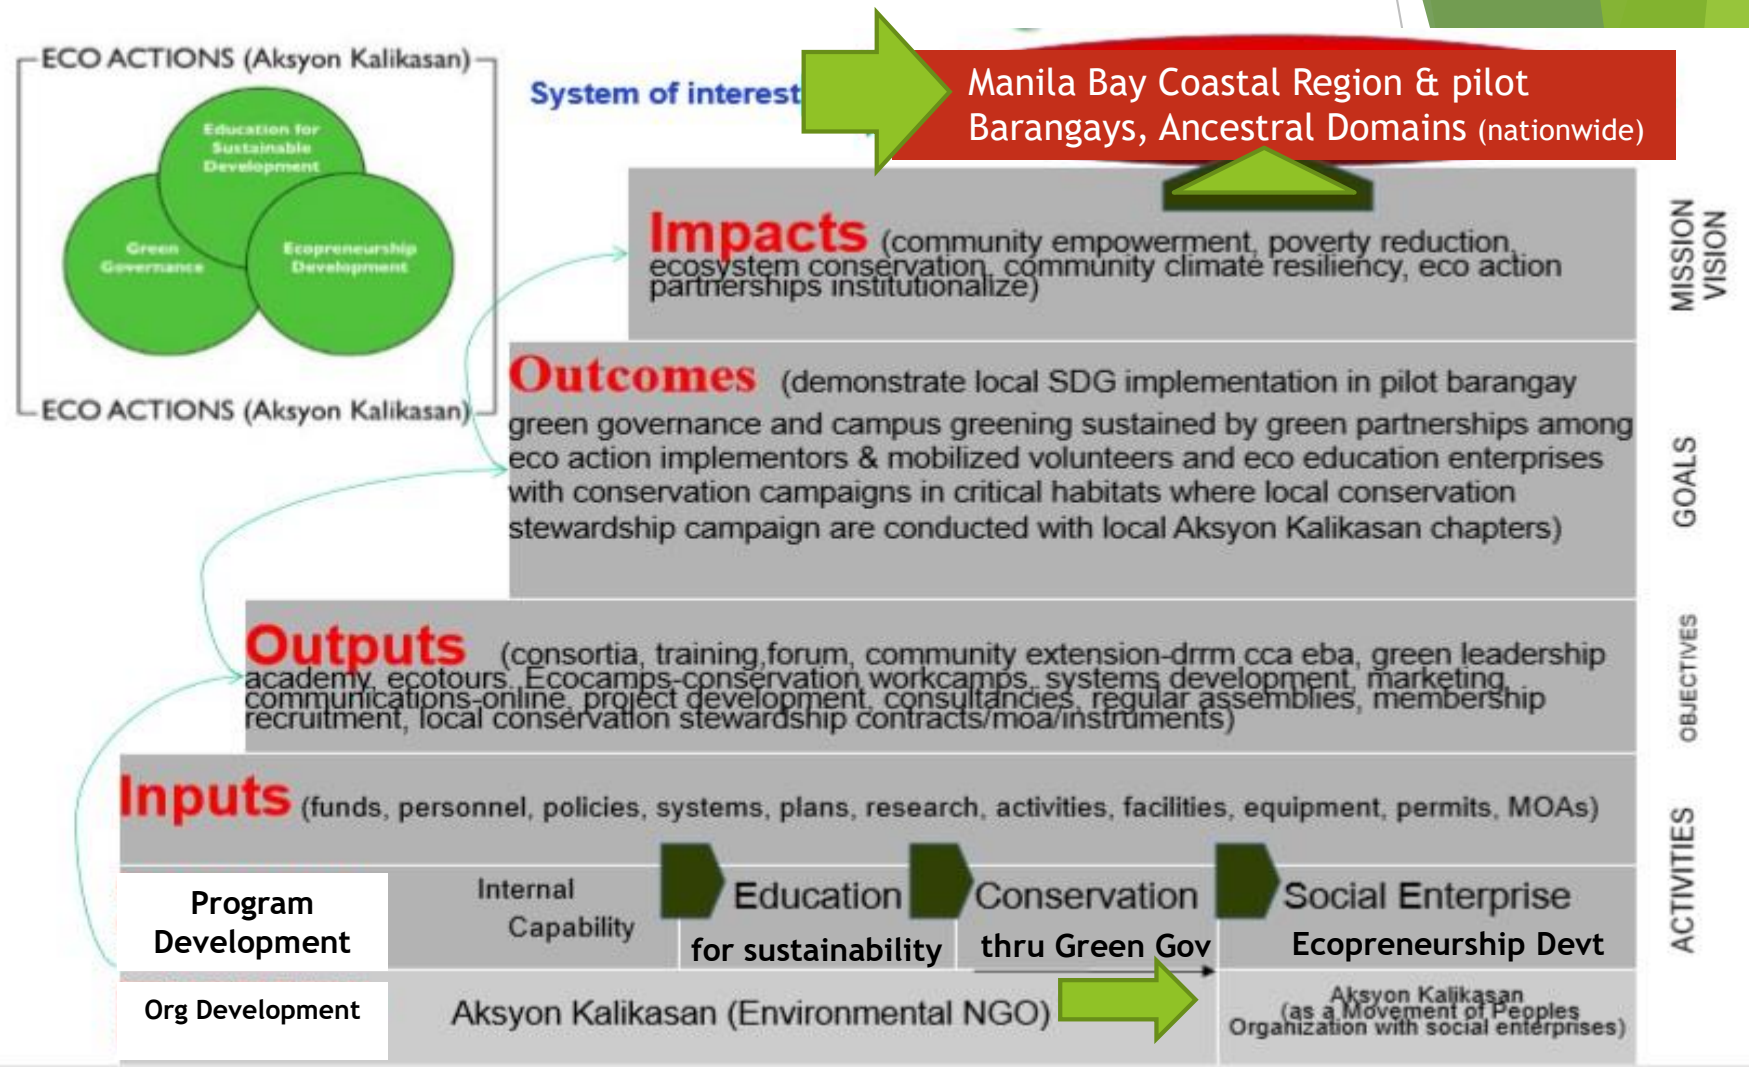 ECO ACTIONS (Aksyon Kalikasan)
Education for
Sustainable
Development
Green
Governance
Ecopreneurship
Development
ECO ACTIONS (Aksyon Kalikasan)
System of interest
Manila Bay Coastal Region & pilot
Barangays, Ancestral Domains (nationwide)
Impacts (community empowerment, poverty reduction,
ecosystem conservation, community climate resiliency, eco action
partnerships institutionalize)
MISSION
VISION
Outcomes (demonstrate local SDG implementation in pilot barangay
green governance and campus greening sustained by green partnerships among
eco action implementors & mobilized volunteers and eco education enterprises
with conservation campaigns in critical habitats where local conservation
stewardship campaign are conducted with local Aksyon Kalikasan chapters)
GOALS
Outputs (consortia, training,forum, community extension-drrm cca eba, green leadership
academy, ecotours, Ecocamps-conservation workcamps, systems development, marketing
communications-online, project development, consultancies, regular assemblies, membership
recruitment, local conservation stewardship contracts/moa/instruments)
OBJECTIVES
Inputs (funds, personnel, policies, systems, plans, research, activities, facilities, equipment, permits, MOAs)
ACTIVITIES
Program
Development
Internal
Capability
Education
for sustainability
Conservation
thru Green Gov
Social Enterprise
Ecopreneurship Devt
Org Development
Aksyon Kalikasan (Environmental NGO)
Aksyon Kalikasan
(as a Movement of Peoples
Organization with social enterprises)